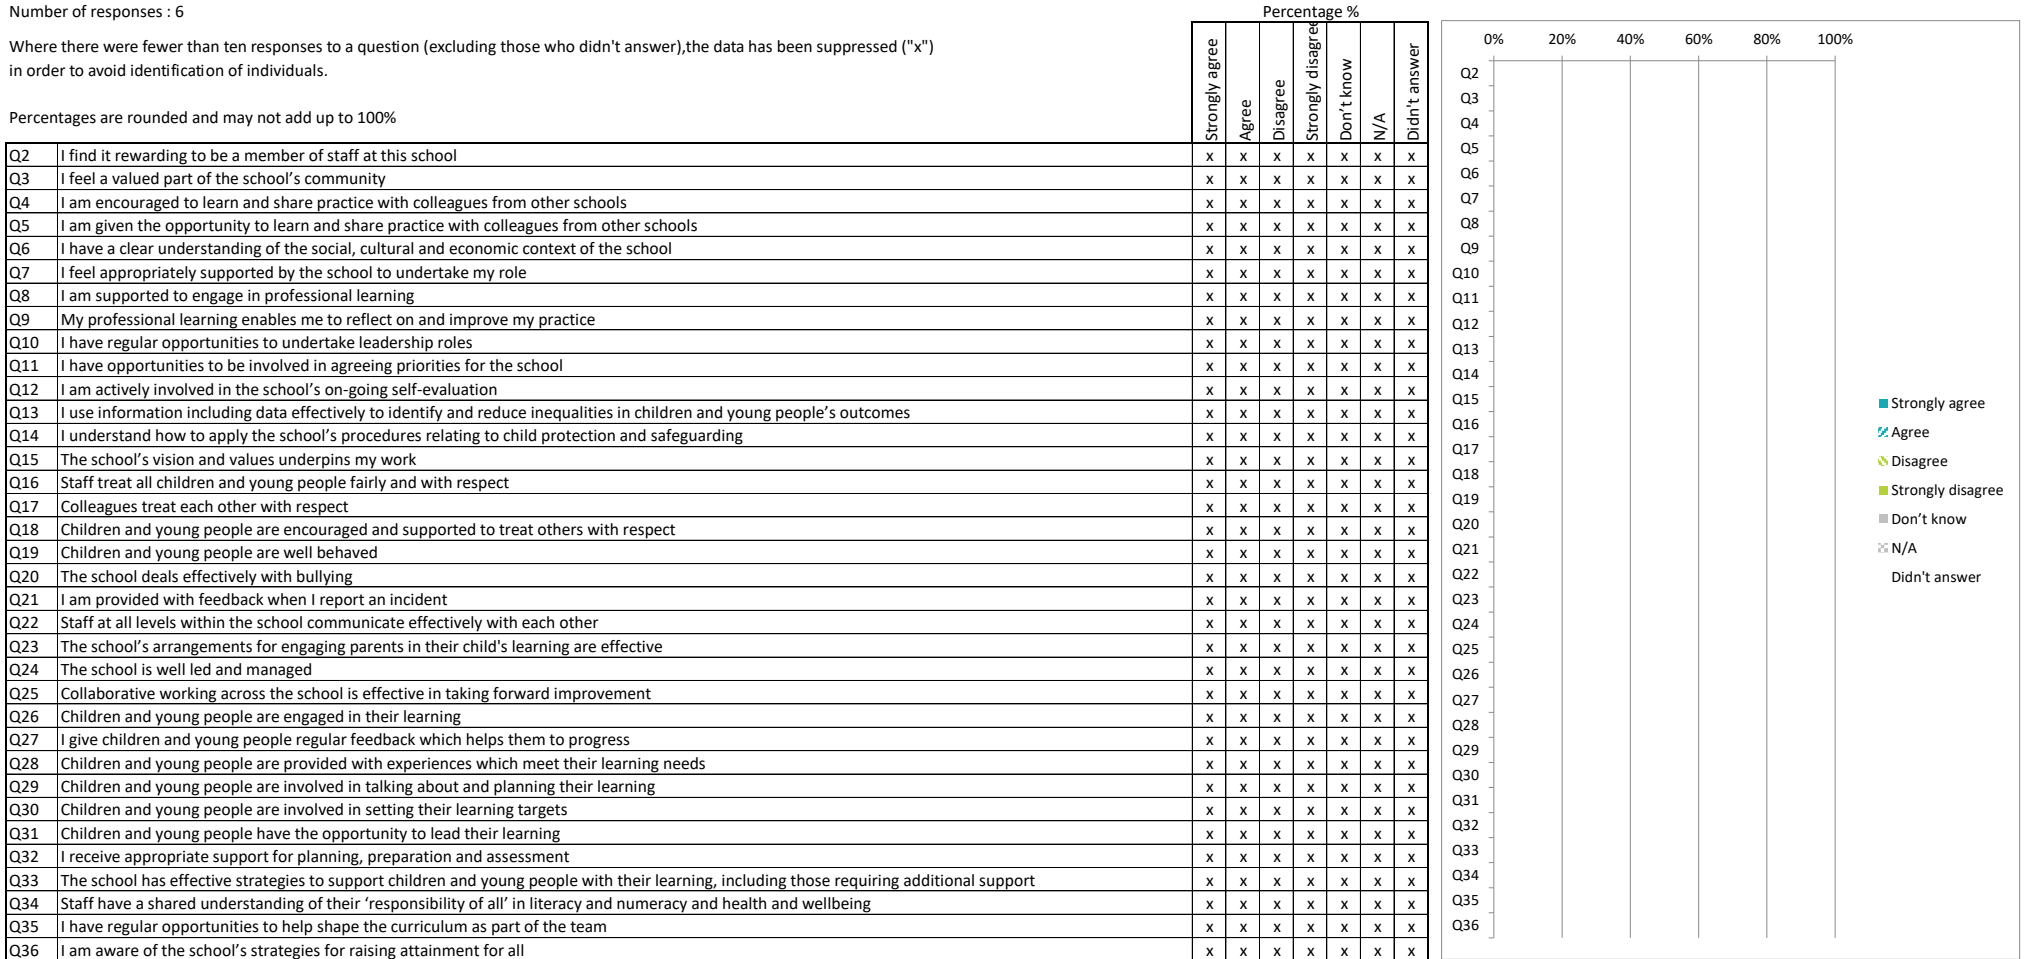 Number of responses : 6
Percentage %
Where there were fewer than ten responses to a question (excluding those who didn't answer),the data has been suppressed ("x")
in order to avoid identification of individuals.
Percentages are rounded and may not add up to 100%
Strongly agree
Agree
Disagree
Strongly disagree
Don't know
N/A
Didn't answer
Q2 I find it rewarding to be a member of staff at this school x x x x x x x
Q3 I feel a valued part of the school’s community x x x x x x x
Q4 I am encouraged to learn and share practice with colleagues from other schools x x x x x x x
Q5 I am given the opportunity to learn and share practice with colleagues from other schools x x x x x x x
Q6 I have a clear understanding of the social, cultural and economic context of the school x x x x x x x
Q7 I feel appropriately supported by the school to undertake my role x x x x x x x
Q8 I am supported to engage in professional learning x x x x x x x
Q9 My professional learning enables me to reflect on and improve my practice x x x x x x x
Q10 I have regular opportunities to undertake leadership roles x x x x x x x
Q11 I have opportunities to be involved in agreeing priorities for the school x x x x x x x
Q12 I am actively involved in the school’s on-going self-evaluation x x x x x x x
Q13 I use information including data effectively to identify and reduce inequalities in children and young people’s outcomes x x x x x x x
Q14 I understand how to apply the school’s procedures relating to child protection and safeguarding x x x x x x x
Q15 The school’s vision and values underpins my work x x x x x x x
Q16 Staff treat all children and young people fairly and with respect x x x x x x x
Q17 Colleagues treat each other with respect x x x x x x x
Q18 Children and young people are encouraged and supported to treat others with respect x x x x x x x
Q19 Children and young people are well behaved x x x x x x x
Q20 The school deals effectively with bullying x x x x x x x
Q21 I am provided with feedback when I report an incident x x x x x x x
Q22 Staff at all levels within the school communicate effectively with each other x x x x x x x
Q23 The school’s arrangements for engaging parents in their child's learning are effective x x x x x x x
Q24 The school is well led and managed x x x x x x x
Q25 Collaborative working across the school is effective in taking forward improvement x x x x x x x
Q26 Children and young people are engaged in their learning x x x x x x x
Q27 I give children and young people regular feedback which helps them to progress x x x x x x x
Q28 Children and young people are provided with experiences which meet their learning needs x x x x x x x
Q29 Children and young people are involved in talking about and planning their learning x x x x x x x
Q30 Children and young people are involved in setting their learning targets x x x x x x x
Q31 Children and young people have the opportunity to lead their learning x x x x x x x
Q32 I receive appropriate support for planning, preparation and assessment x x x x x x x
Q33 The school has effective strategies to support children and young people with their learning, including those requiring additional support x x x x x x x
Q34 Staff have a shared understanding of their ‘responsibility of all’ in literacy and numeracy and health and wellbeing x x x x x x x
Q35 I have regular opportunities to help shape the curriculum as part of the team x x x x x x x
Q36 I am aware of the school’s strategies for raising attainment for all x x x x x x x
0% 20% 40% 60% 80% 100%
Q2
Q3
Q4
Q5
Q6
Q7
Q8
Q9
Q10
Q11
Q12
Q13
Q14
Q15
Q16
Q17
Q18
Q19
Q20
Q21
Q22
Q23
Q24
Q25
Q26
Q27
Q28
Q29
Q30
Q31
Q32
Q33
Q34
Q35
Q36
Strongly agree
Agree
Disagree
Strongly disagree
Don’t know
N/A
Didn't answer